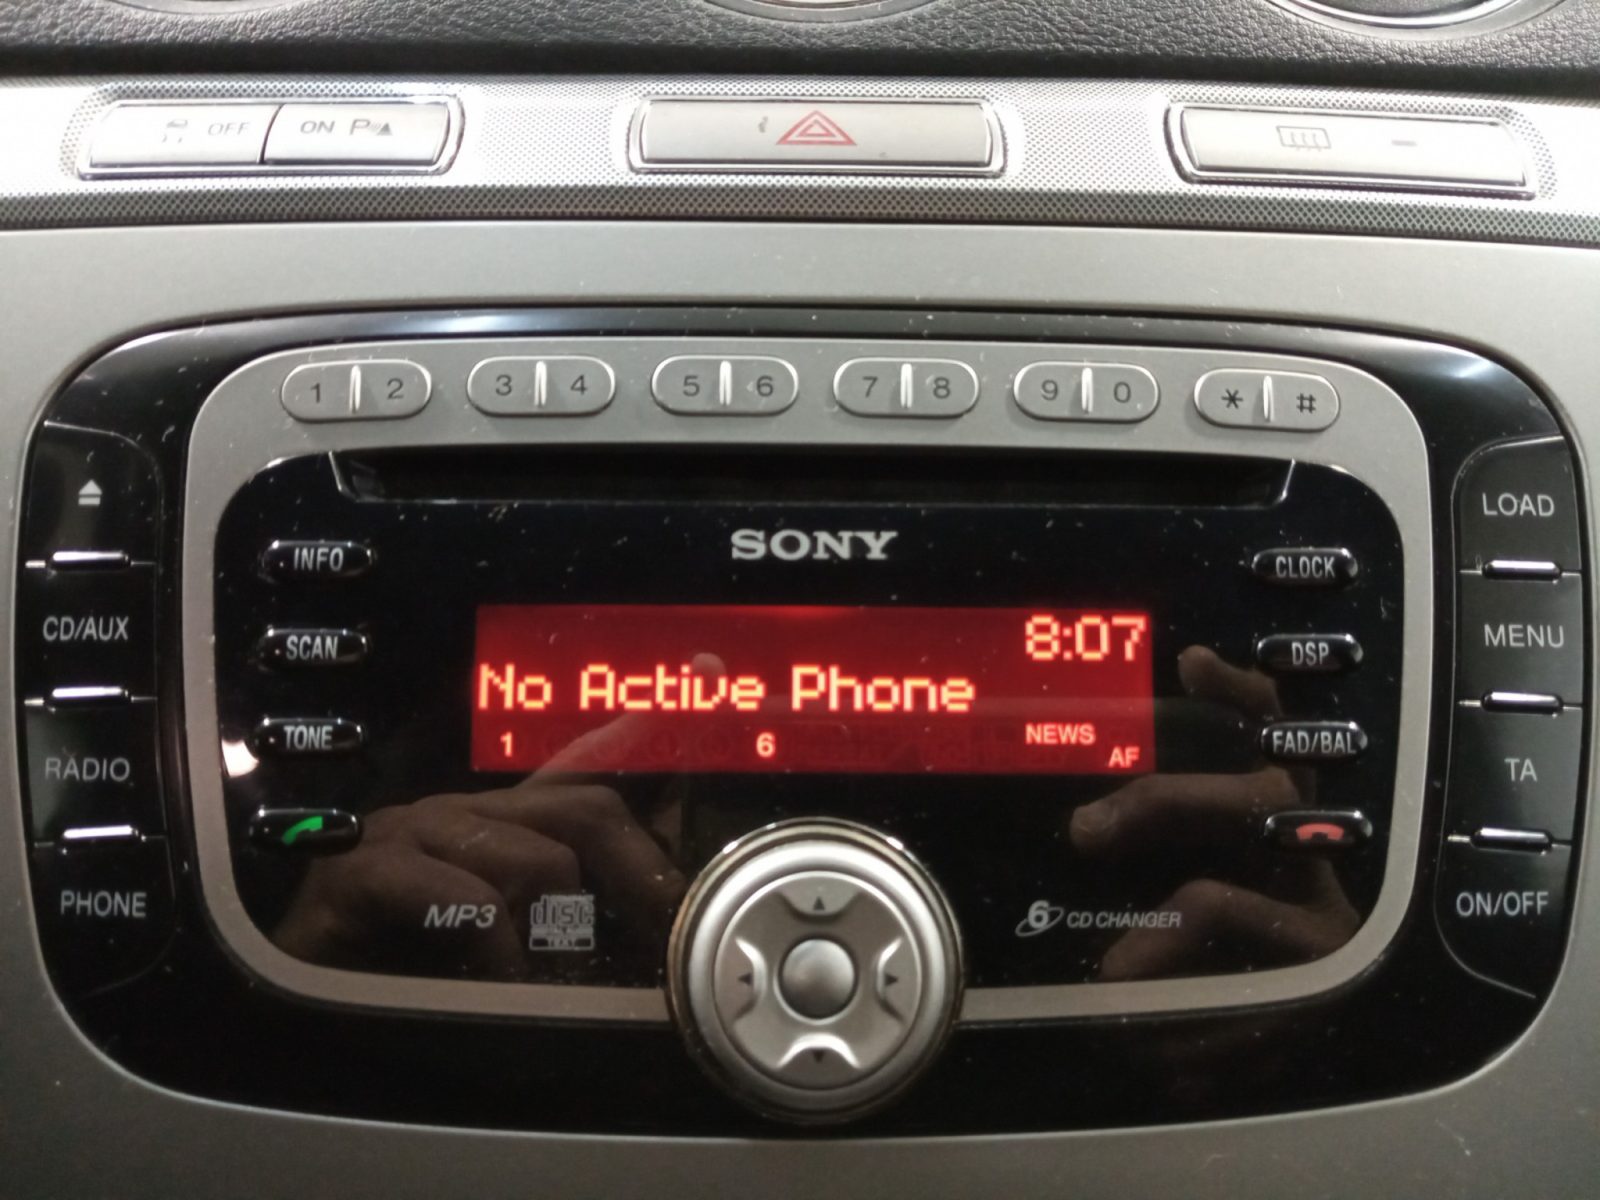 OFF ON P
1 2 3 4 5 6 7 8 9 0 * #
LOAD
SONY
INFO
CLOCK
8:07
CD/AUX
SCAN
DSP
MENU
No Active Phone
TONE
1 6 NEWS
FAD/BAL
AF
RADIO
TA
PHONE
MP3
disc
TEXT
6 CD CHANGER
ON/OFF